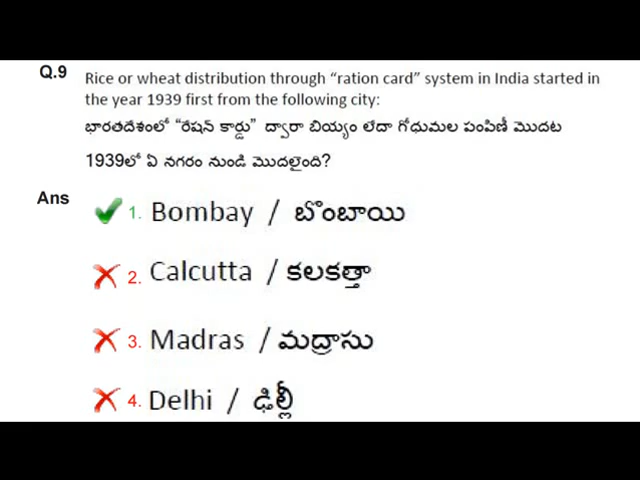 Q.9 Rice or wheat distribution through “ration card” system in India started in
the year 1939 first from the following city:
భారతదేశంలో “రేషన్ కార్డు” ద్వారా బియ్యం లేదా గోధుమల పంపిణీ మొదట
1939లో ఏ నగరం నుండి మొదలైంది?
Ans
1. Bombay / బొంబాయి
2. Calcutta / కలకత్తా
3. Madras / మద్రాసు
4. Delhi / ఢిల్లీ